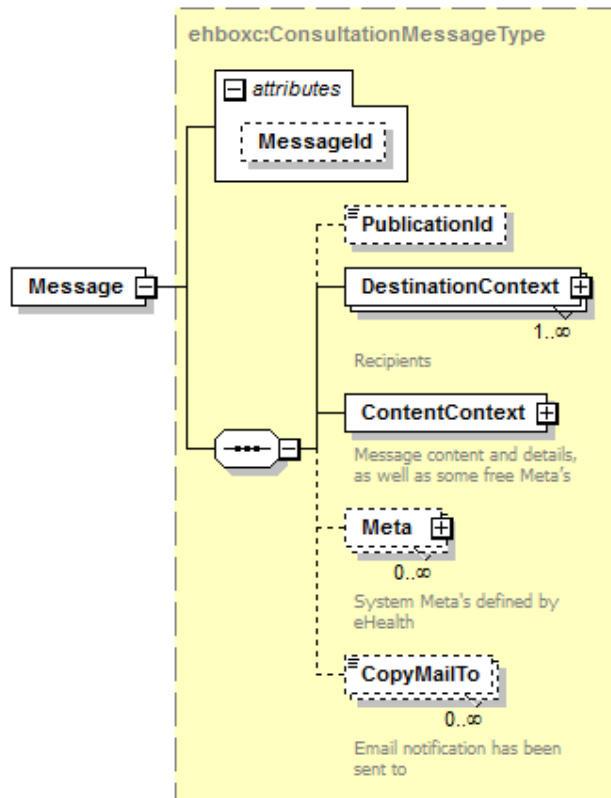 ehboxc:ConsultationMessageType
attributes
MessageId
PublicationId
Message
DestinationContext
1..∞
Recipients
ContentContext
Message content and details,
as well as some free Meta's
Meta
0..∞
System Meta's defined by
eHealth
CopyMailTo
0..∞
Email notification has been
sent to